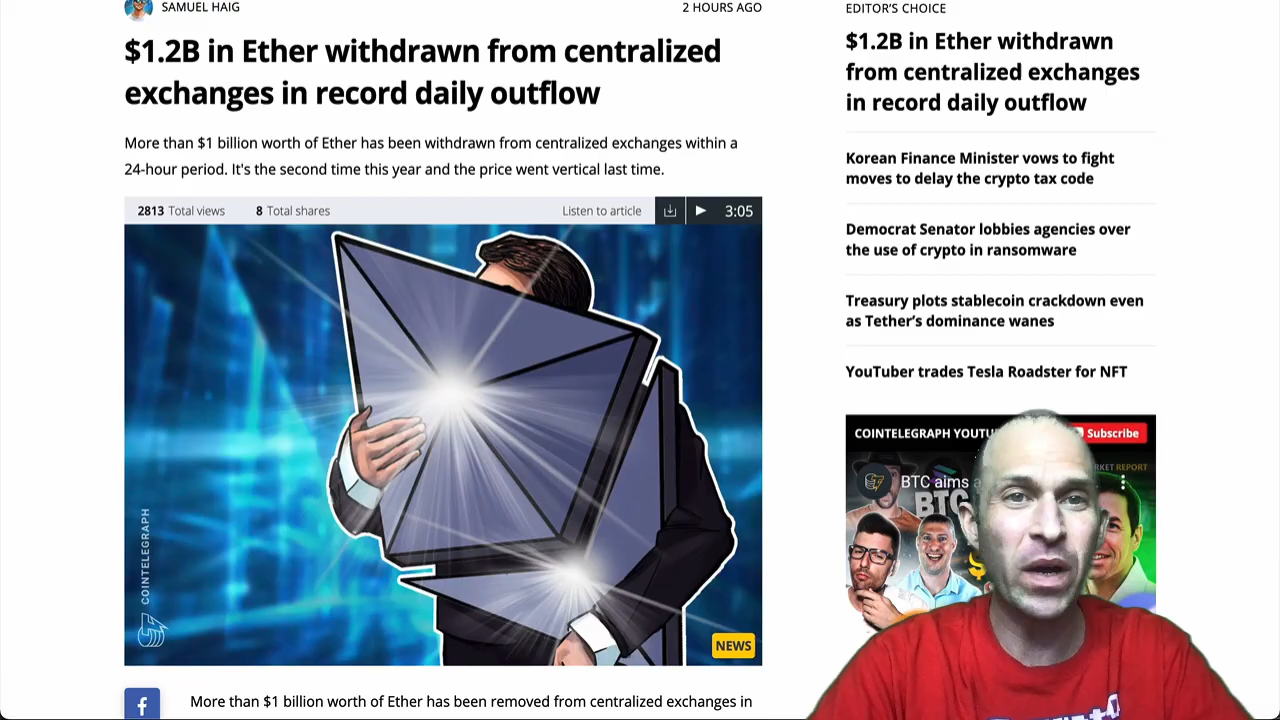 SAMUEL HAIG
2 HOURS AGO
$1.2B in Ether withdrawn from centralized
exchanges in record daily outflow
More than $1 billion worth of Ether has been withdrawn from centralized exchanges within a
24-hour period. It's the second time this year and the price went vertical last time.
2813 Total views 8 Total shares Listen to article 3:05
COINTELEGRAPH
NEWS
f
More than $1 billion worth of Ether has been removed from centralized exchanges in
EDITOR'S CHOICE
$1.2B in Ether withdrawn
from centralized exchanges
in record daily outflow
Korean Finance Minister vows to fight
moves to delay the crypto tax code
Democrat Senator lobbies agencies over
the use of crypto in ransomware
Treasury plots stablecoin crackdown even
as Tether’s dominance wanes
YouTuber trades Tesla Roadster for NFT
COINTELEGRAPH Subscribe
REPORT
BTC aims
BTC